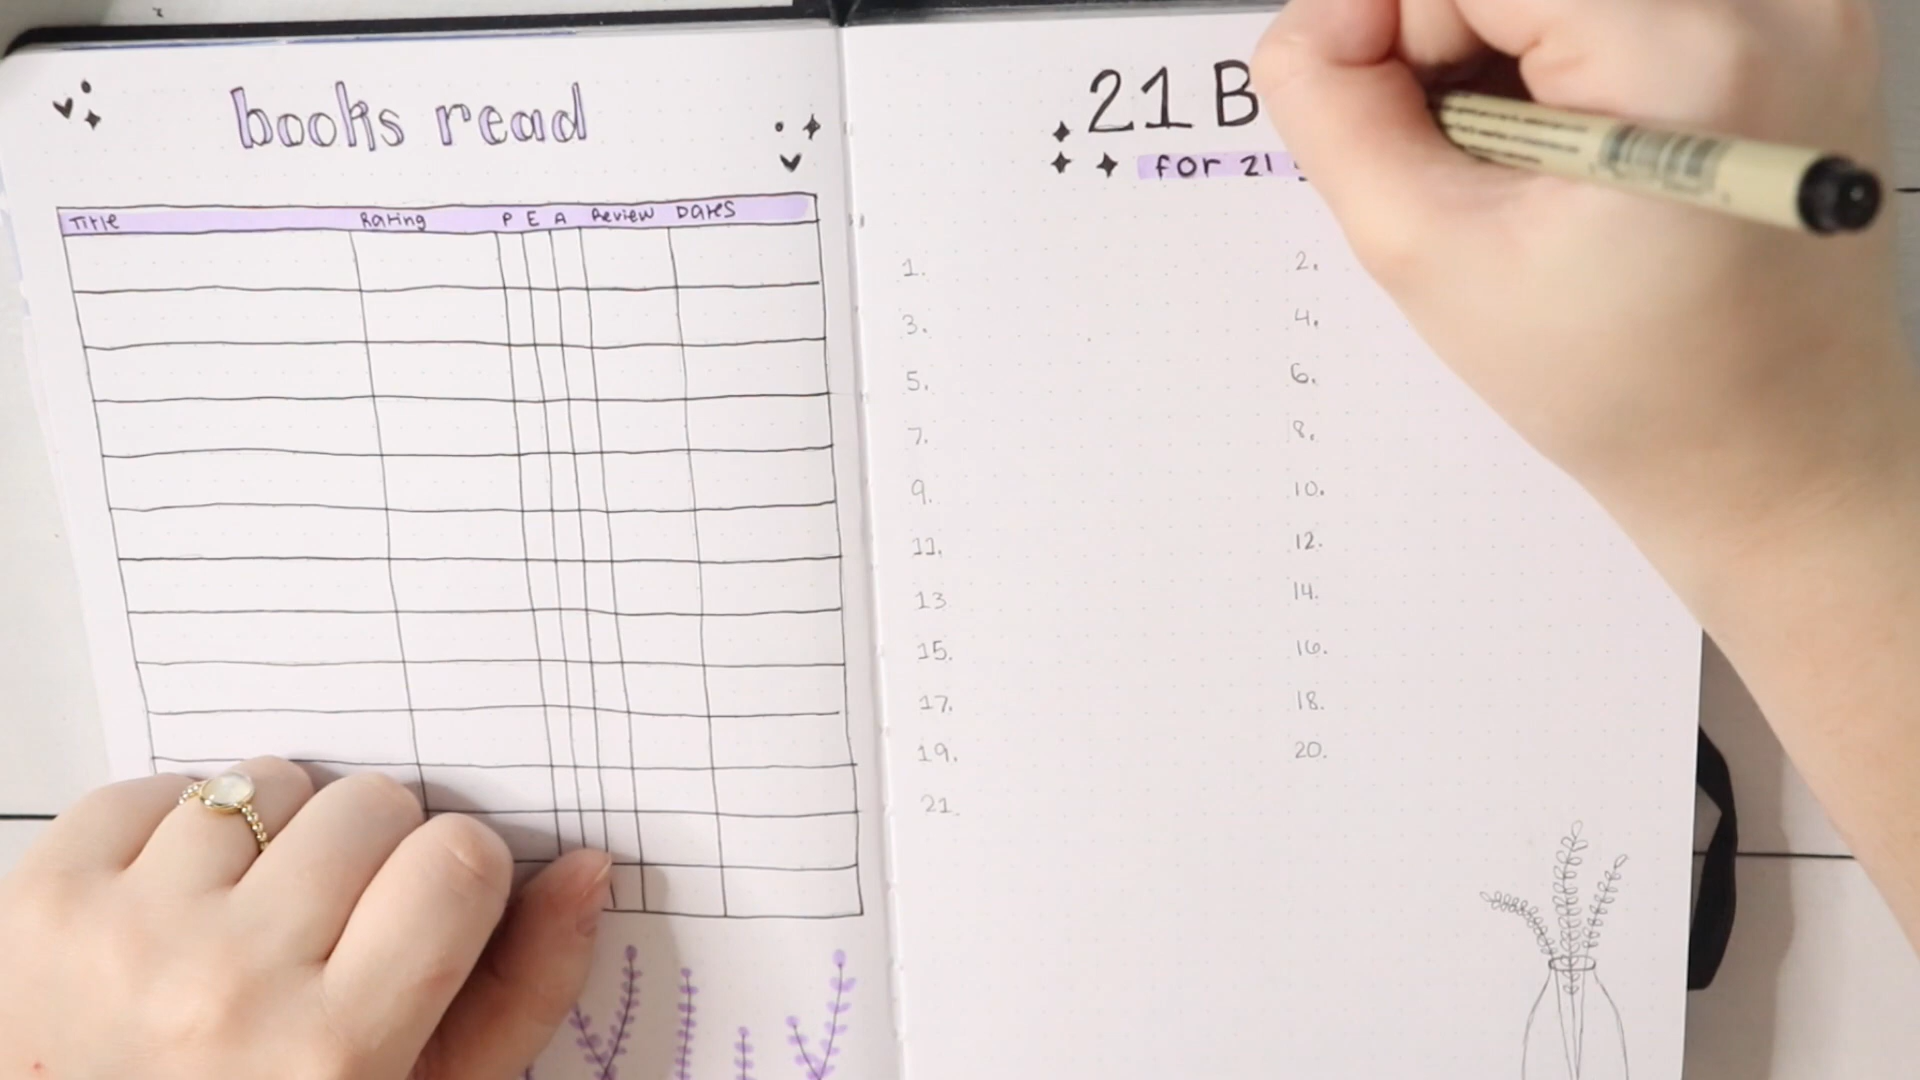 books read
Title Rating P E A Review Dates
21 B
for 21
1. 2.
3. 4.
5. 6.
7. 8.
9. 10.
11. 12.
13 14.
15. 16.
17. 18.
19. 20.
21.